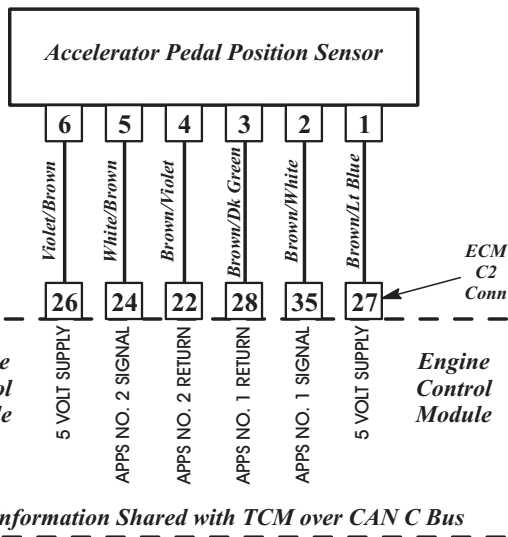 Accelerator Pedal Position Sensor
6 5 4 3 2 1
Violet/Brown
White/Brown
Brown/Violet
Brown/Dk Green
Brown/White
Brown/Lt Blue
ECM
C2
Conn
26 24 22 28 35 27
5 VOLT SUPPLY
APPS NO. 2 SIGNAL
APPS NO. 2 RETURN
APPS NO. 1 RETURN
APPS NO. 1 SIGNAL
5 VOLT SUPPLY
Engine
Control
Module
nformation Shared with TCM over CAN C Bus